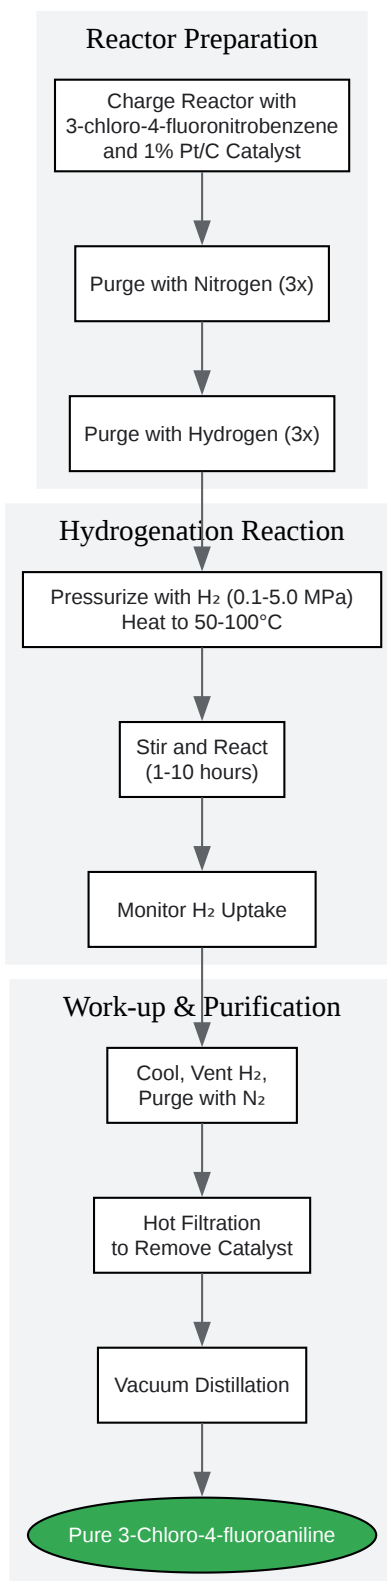 Reactor Preparation
Charge Reactor with
3-chloro-4-fluoronitrobenzene
and 1% Pt/C Catalyst
Purge with Nitrogen (3x)
Purge with Hydrogen (3x)
Hydrogenation Reaction
Pressurize with H₂ (0.1-5.0 MPa)
Heat to 50-100°C
Stir and React
(1-10 hours)
Monitor H₂ Uptake
Work-up & Purification
Cool, Vent H₂,
Purge with N₂
Hot Filtration
to Remove Catalyst
Vacuum Distillation
Pure 3-Chloro-4-fluoroaniline